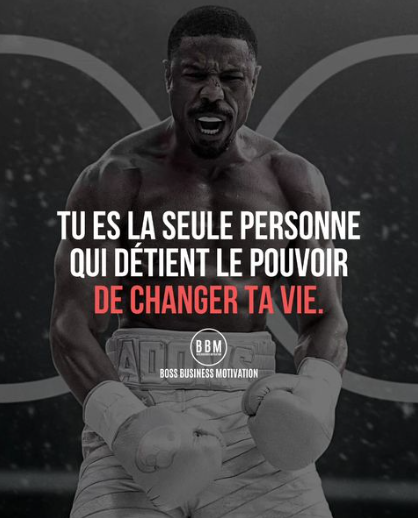 TU ES LA SEULE PERSONNE
QUI DÉTIENT LE POUVOIR
DE CHANGER TA VIE.
BBM
BOSS BUSINESS MOTIVATION